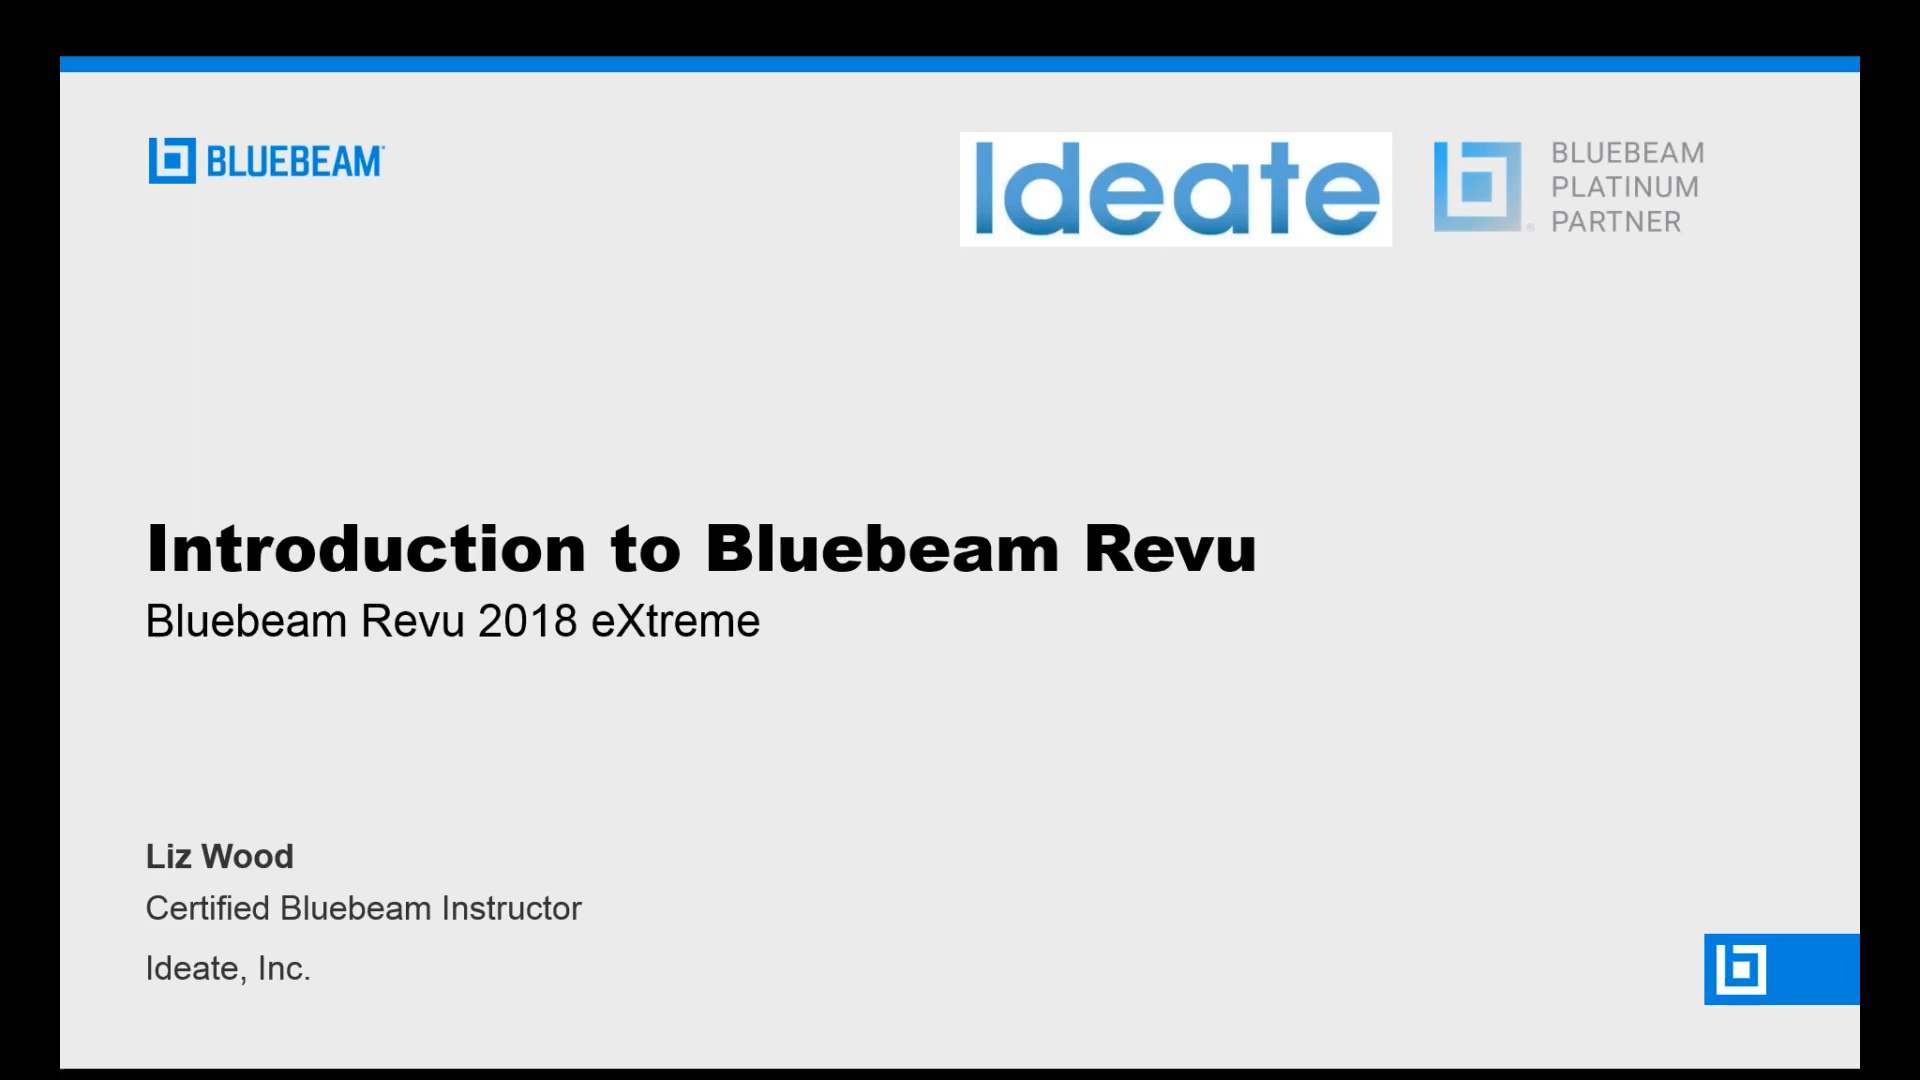 BLUEBEAM
Ideate
BLUEBEAM
PLATINUM
PARTNER
Introduction to Bluebeam Revu
Bluebeam Revu 2018 eXtreme
Liz Wood
Certified Bluebeam Instructor
Ideate, Inc.